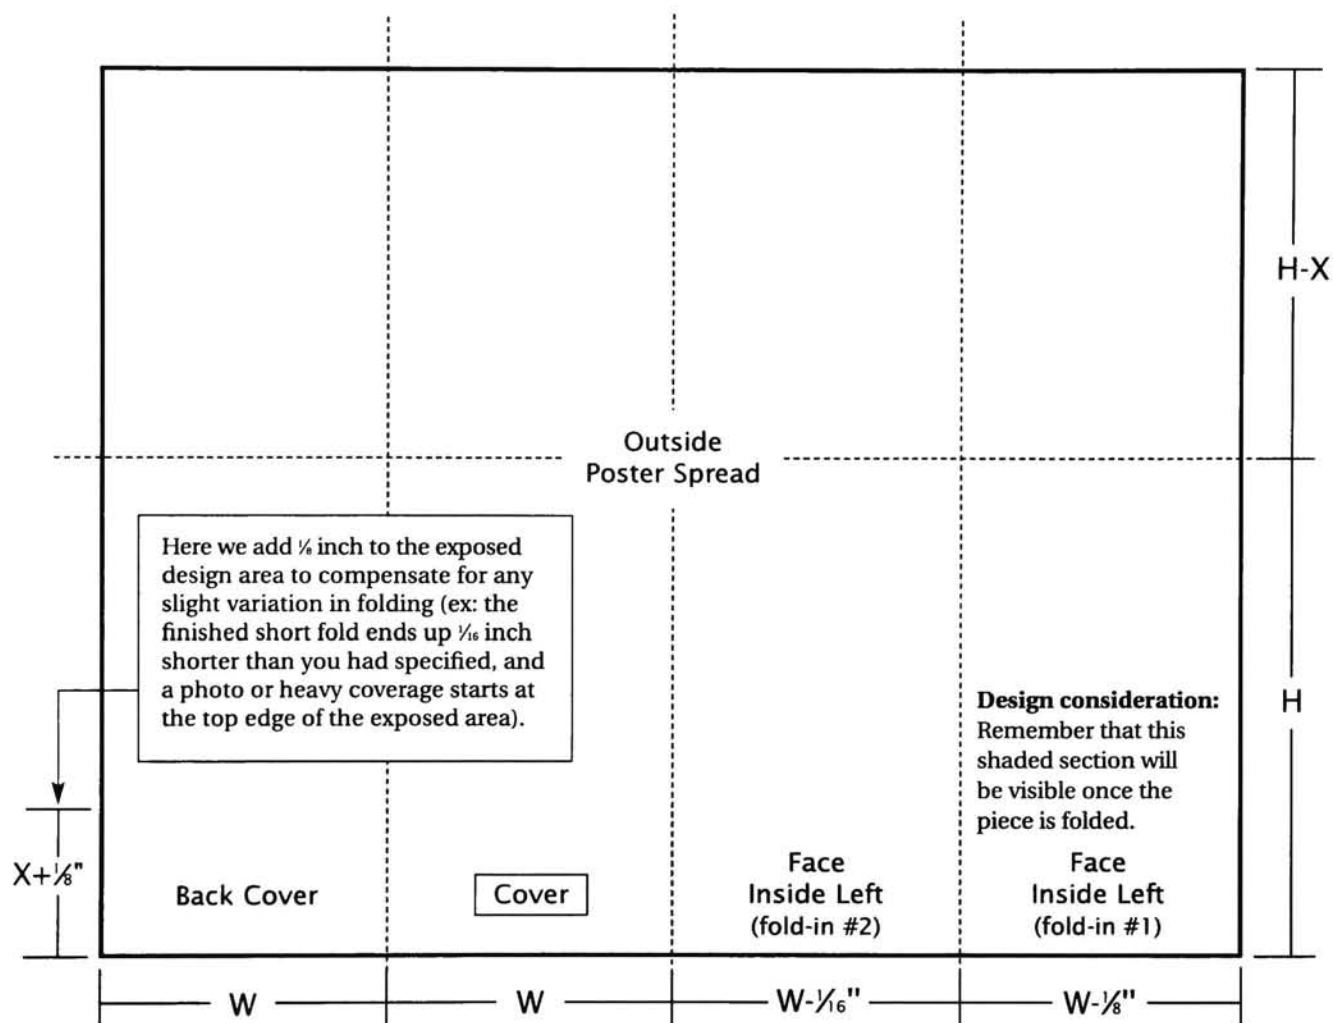 H-X
Outside
Poster Spread
Here we add ⅛ inch to the exposed
design area to compensate for any
slight variation in folding (ex: the
finished short fold ends up 1⁄16 inch
shorter than you had specified, and
a photo or heavy coverage starts at
the top edge of the exposed area).
Design consideration:
Remember that this
shaded section will
be visible once the
piece is folded.
H
X+⅛"
Back Cover
Cover
Face
Inside Left
(fold-in #2)
Face
Inside Left
(fold-in #1)
W
W
W-1⁄16"
W-⅛"